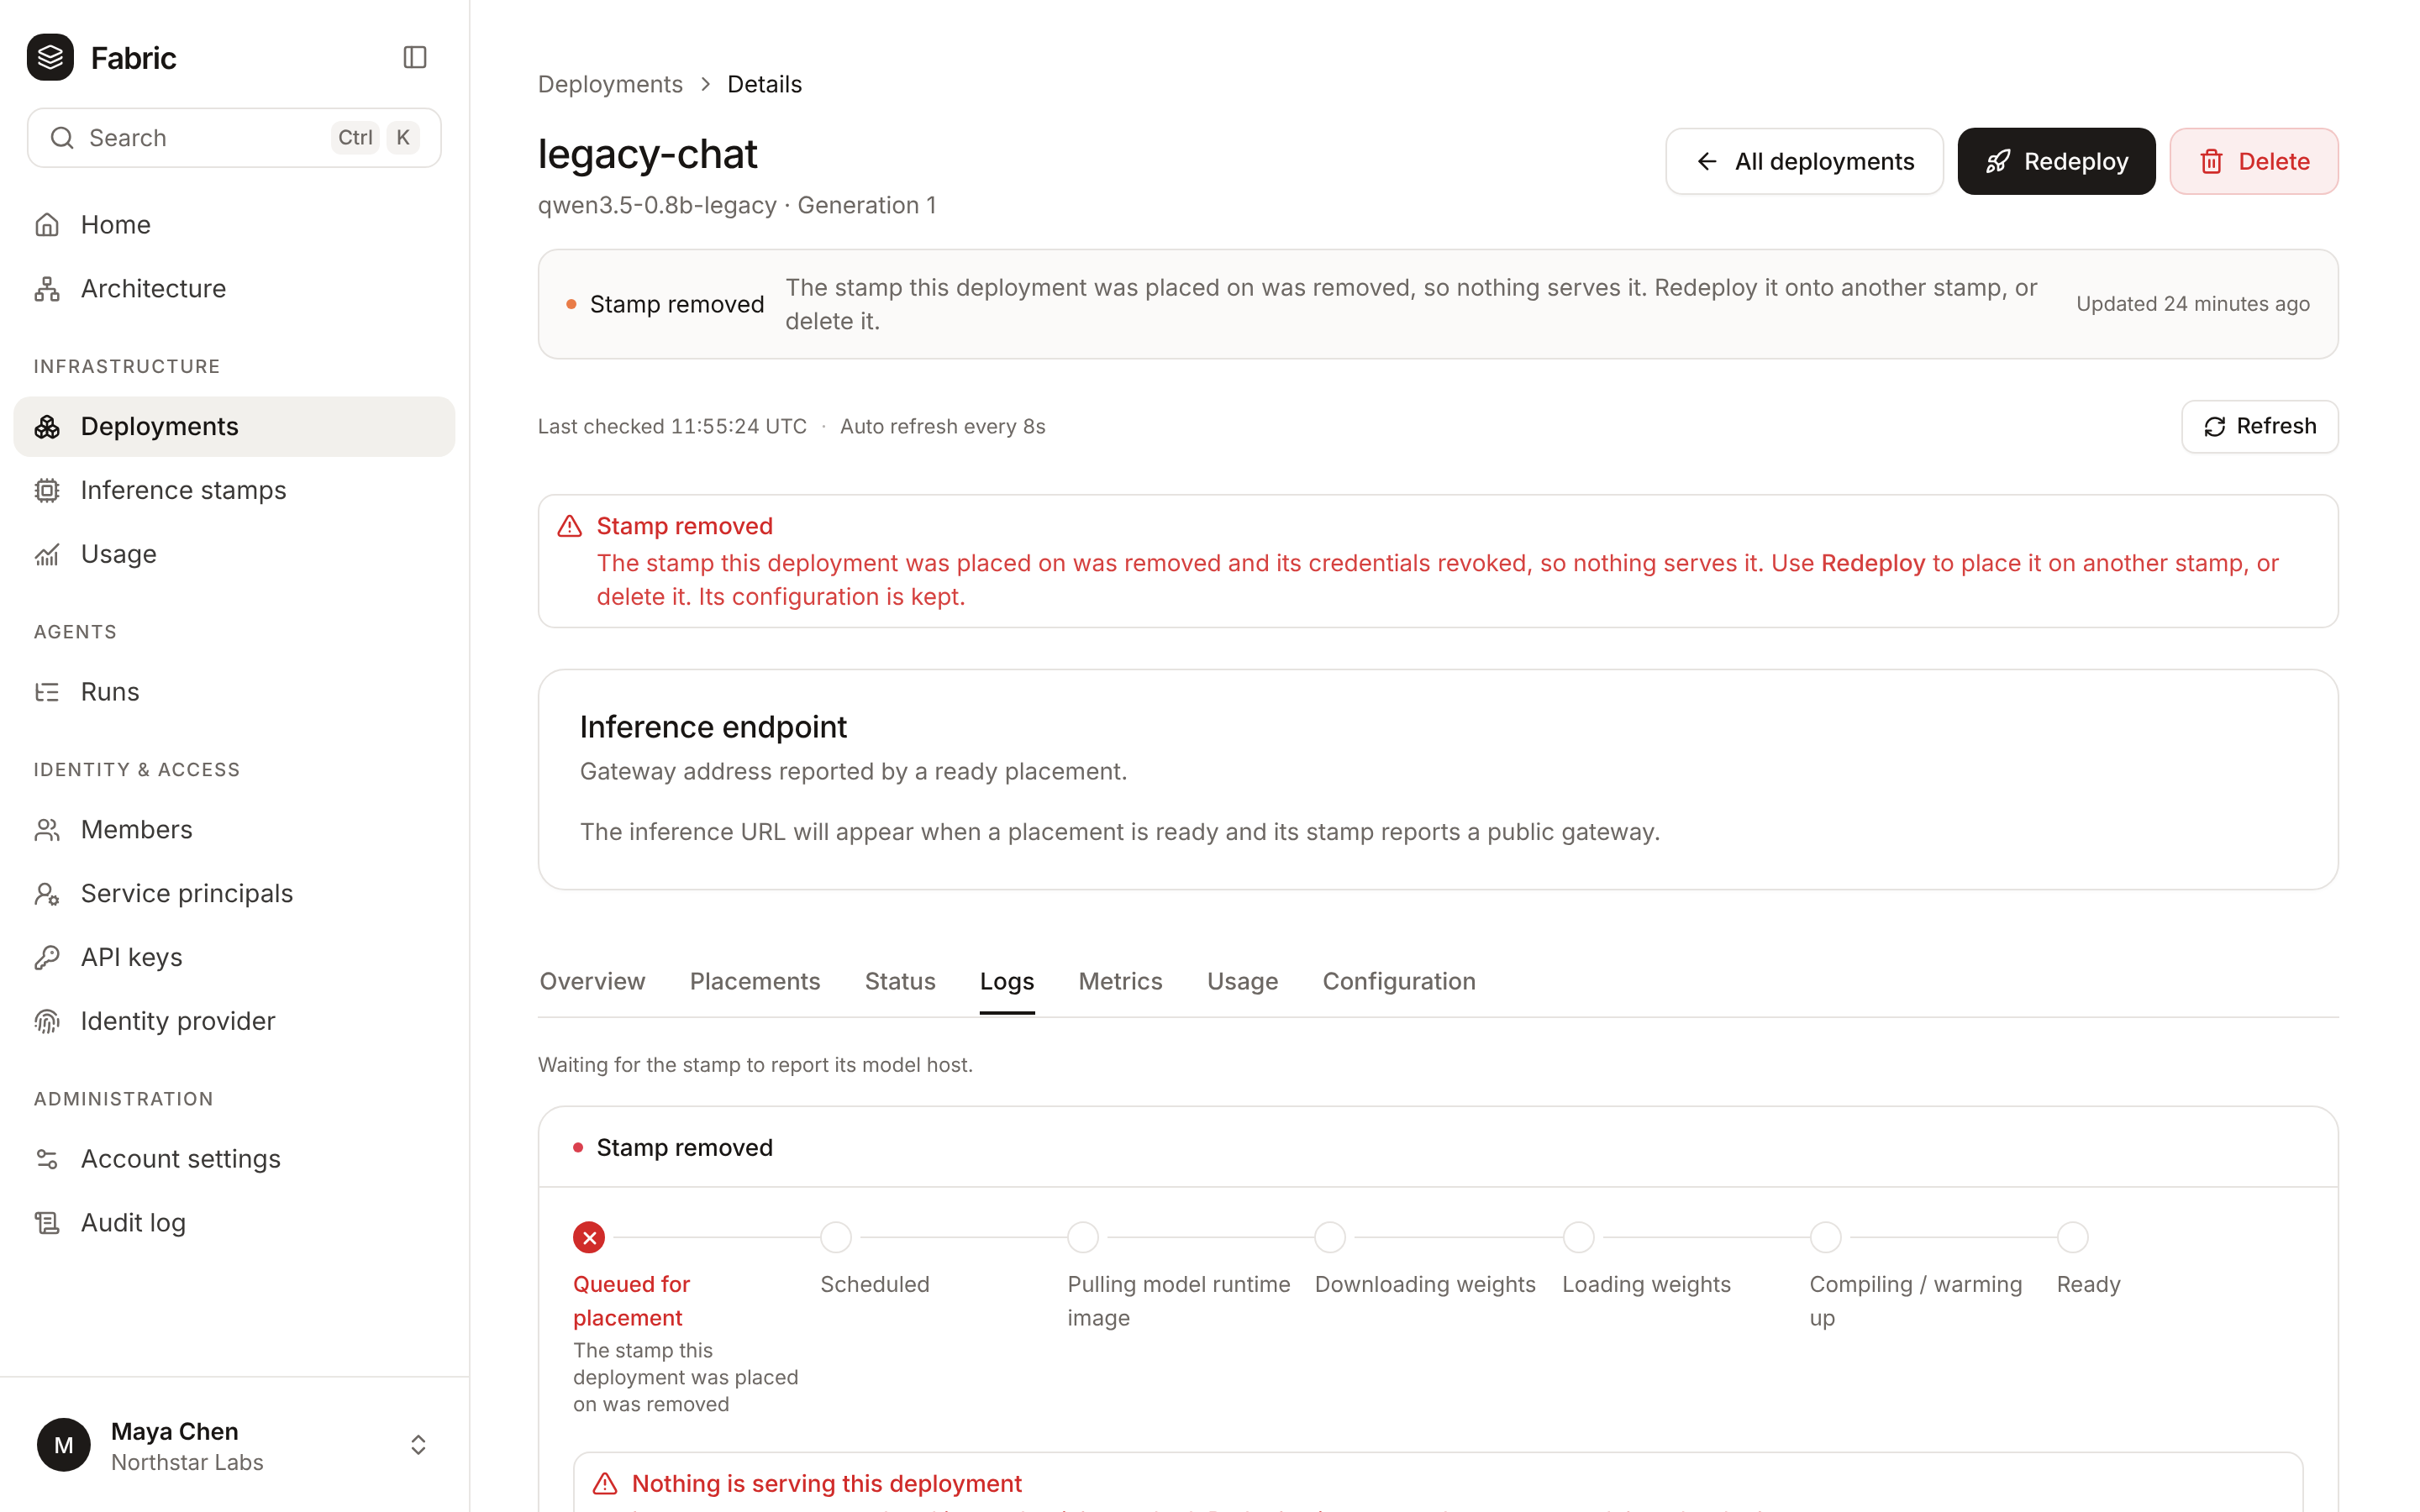 Fabric
Search
Ctrl K
Home
Architecture
INFRASTRUCTURE
Deployments
Inference stamps
Usage
AGENTS
Runs
IDENTITY & ACCESS
Members
Service principals
API keys
Identity provider
ADMINISTRATION
Account settings
Audit log
M
Maya Chen
Northstar Labs
Deployments > Details
legacy-chat
qwen3.5-0.8b-legacy · Generation 1
All deployments
Redeploy
Delete
Stamp removed
The stamp this deployment was placed on was removed, so nothing serves it. Redeploy it onto another stamp, or
delete it.
Updated 24 minutes ago
Last checked 11:55:24 UTC · Auto refresh every 8s
Refresh
Stamp removed
The stamp this deployment was placed on was removed and its credentials revoked, so nothing serves it. Use Redeploy to place it on another stamp, or
delete it. Its configuration is kept.
Inference endpoint
Gateway address reported by a ready placement.
The inference URL will appear when a placement is ready and its stamp reports a public gateway.
Overview Placements Status Logs Metrics Usage Configuration
Waiting for the stamp to report its model host.
Stamp removed
Queued for
placement
The stamp this
deployment was placed
on was removed
Scheduled
Pulling model runtime
image
Downloading weights
Loading weights
Compiling / warming
up
Ready
Nothing is serving this deployment